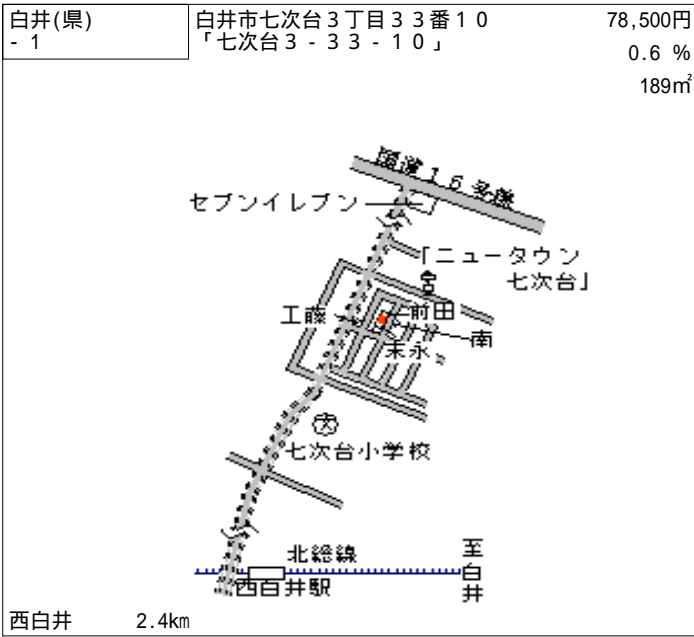 白井(県)
- 1
白井市七次台３丁目３３番１０
「七次台３‐３３‐１０」
78,500円
0.6 %
189㎡
国道１６号線
セブンイレブン
「ニュータウン
七次台」
前田
工藤
南
末永
七次台小学校
北総線
至白井
西白井駅
西白井 2.4km